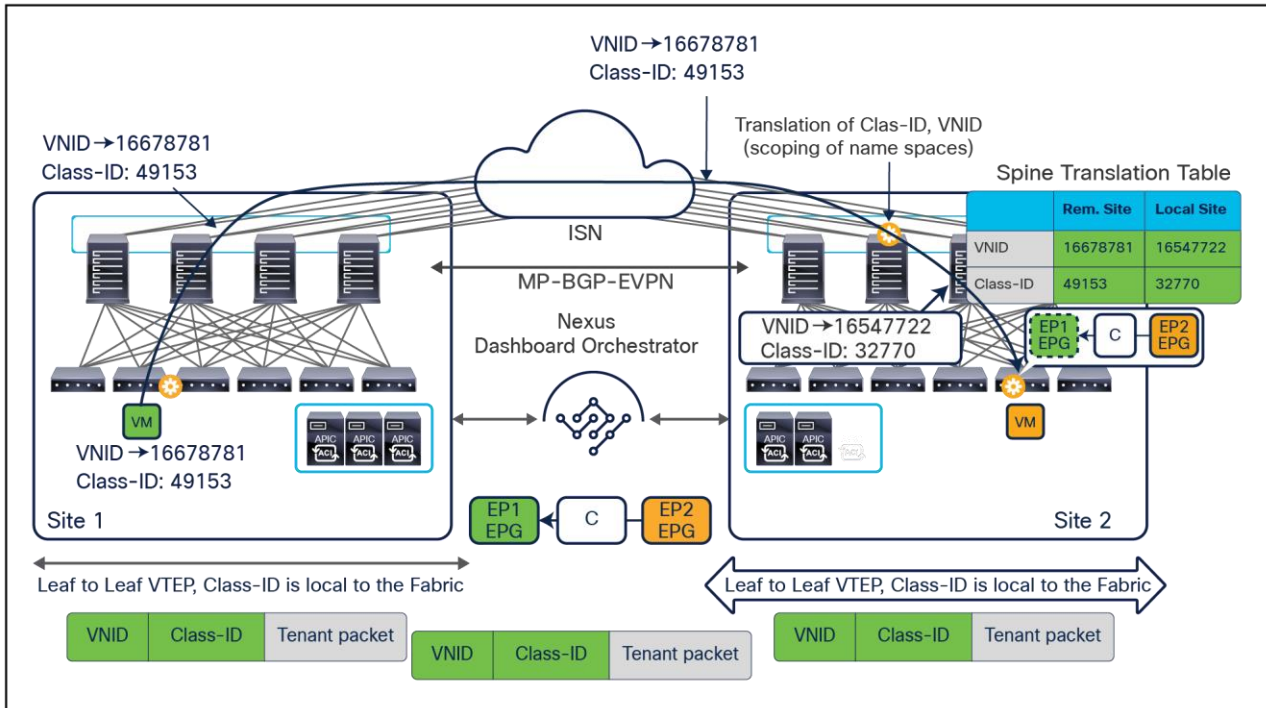 VNID→16678781
Class-ID: 49153
VNID→16678781
Class-ID: 49153
Translation of Clas-ID, VNID
(scoping of name spaces)
Spine Translation Table
Rem. Site Local Site
VNID 16678781 16547722
Class-ID 49153 32770
ISN
MP-BGP-EVPN
Nexus
Dashboard Orchestrator
VNID→16547722
Class-ID: 32770
EP1
EPG
C
EP2
EPG
VM
VNID→16678781
Class-ID: 49153
APIC
ACI
APIC
ACI
APIC
ACI
Site 1
EP1
EPG
C
EP2
EPG
APIC
ACI
APIC
ACI
VM
Site 2
Leaf to Leaf VTEP, Class-ID is local to the Fabric
Leaf to Leaf VTEP, Class-ID is local to the Fabric
VNID Class-ID Tenant packet
VNID Class-ID Tenant packet
VNID Class-ID Tenant packet